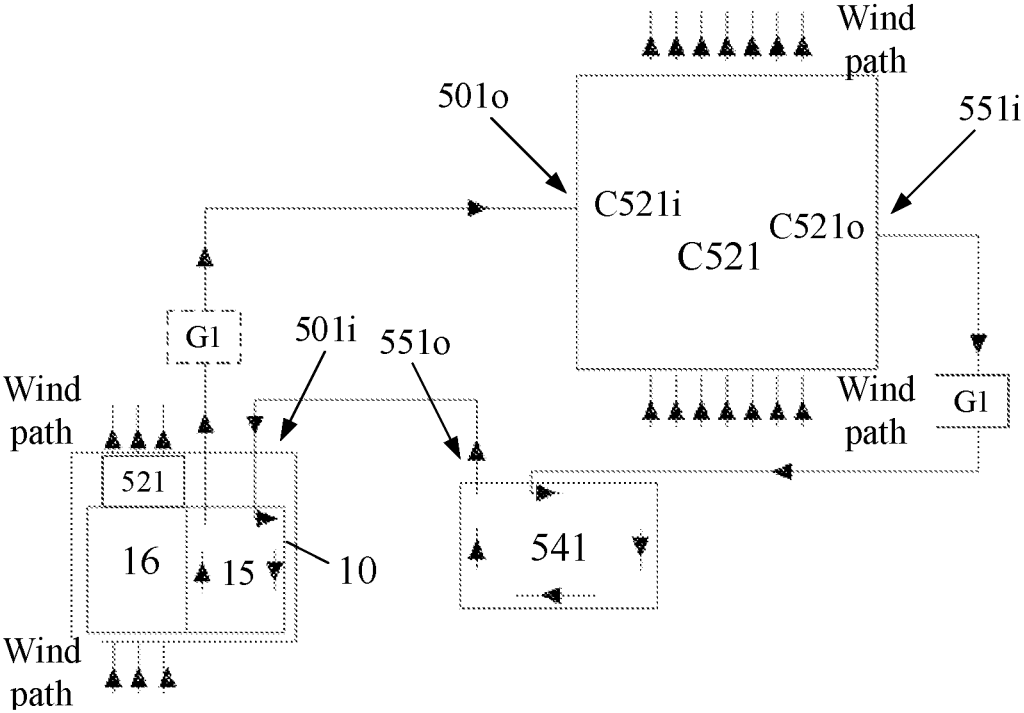 Wind
path
501o
551i
C521i
C521o
C521
G1
501i
551o
Wind
path
Wind
path
G1
521
16
15
10
541
Wind
path